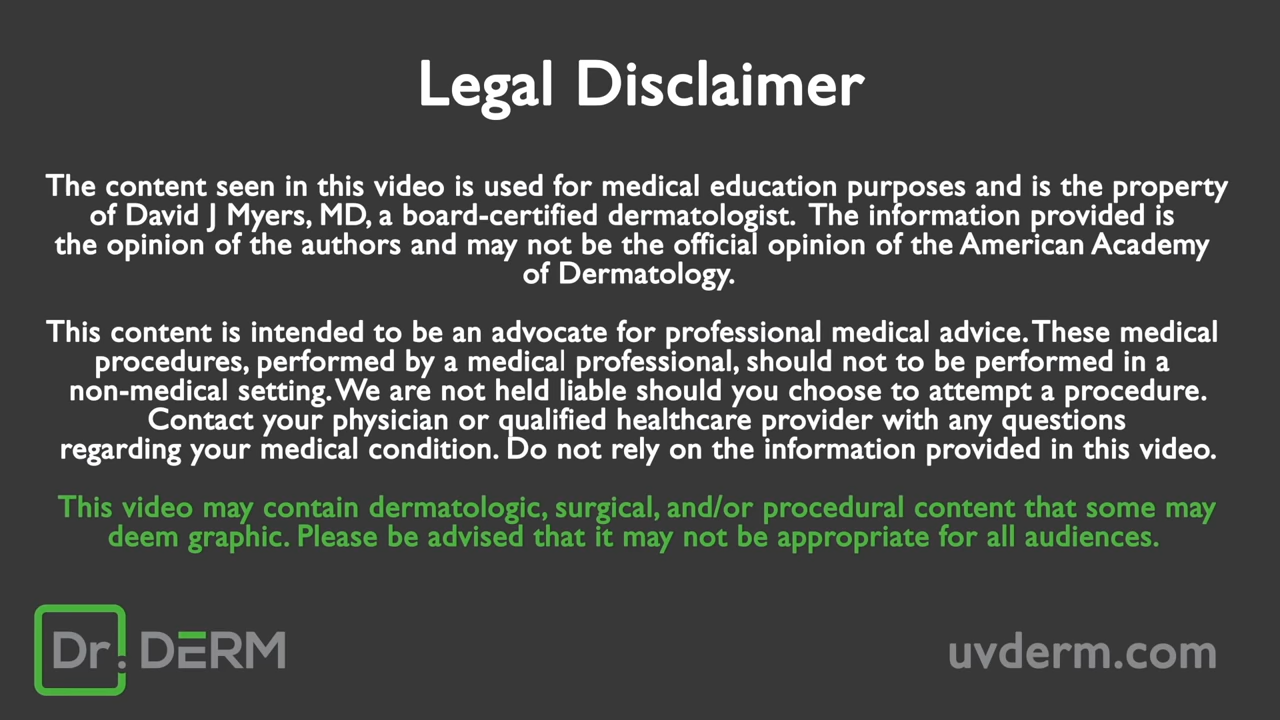 Legal Disclaimer
The content seen in this video is used for medical education purposes and is the property
of David J Myers, MD, a board-certified dermatologist. The information provided is
the opinion of the authors and may not be the official opinion of the American Academy
of Dermatology.
This content is intended to be an advocate for professional medical advice. These medical
procedures, performed by a medical professional, should not to be performed in a
non-medical setting. We are not held liable should you choose to attempt a procedure.
Contact your physician or qualified healthcare provider with any questions
regarding your medical condition. Do not rely on the information provided in this video.
This video may contain dermatologic, surgical, and/or procedural content that some may
deem graphic. Please be advised that it may not be appropriate for all audiences.
Dr. DERM
uvderm.com